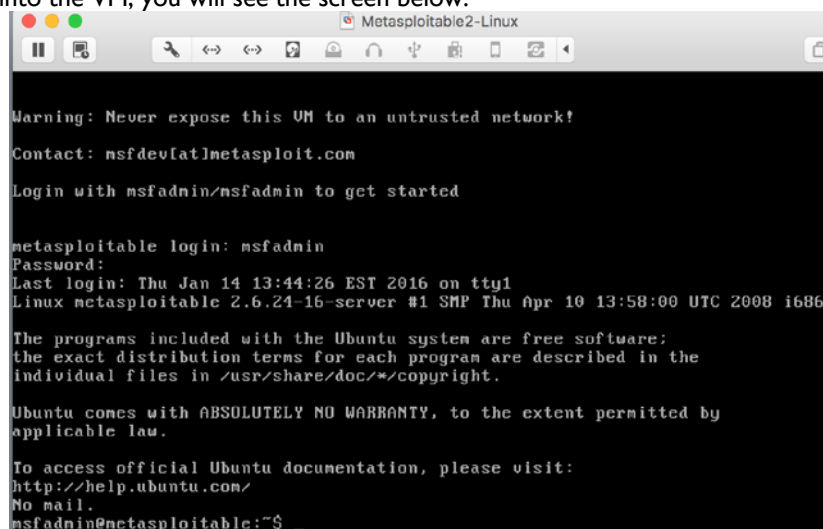 into the VM, you will see the screen below.
Metasploitable2-Linux
Warning: Never expose this VM to an untrusted network!
Contact: msfdev[at]metasploit.com
Login with msfadmin/msfadmin to get started
metasploitable login: msfadmin
Password:
Last login: Thu Jan 14 13:44:26 EST 2016 on tty1
Linux metasploitable 2.6.24-16-server #1 SMP Thu Apr 10 13:58:00 UTC 2008 i686
The programs included with the Ubuntu system are free software;
the exact distribution terms for each program are described in the
individual files in /usr/share/doc/*/copyright.
Ubuntu comes with ABSOLUTELY NO WARRANTY, to the extent permitted by
applicable law.
To access official Ubuntu documentation, please visit:
http://help.ubuntu.com/
No mail.
msfadmin@metasploitable:~$